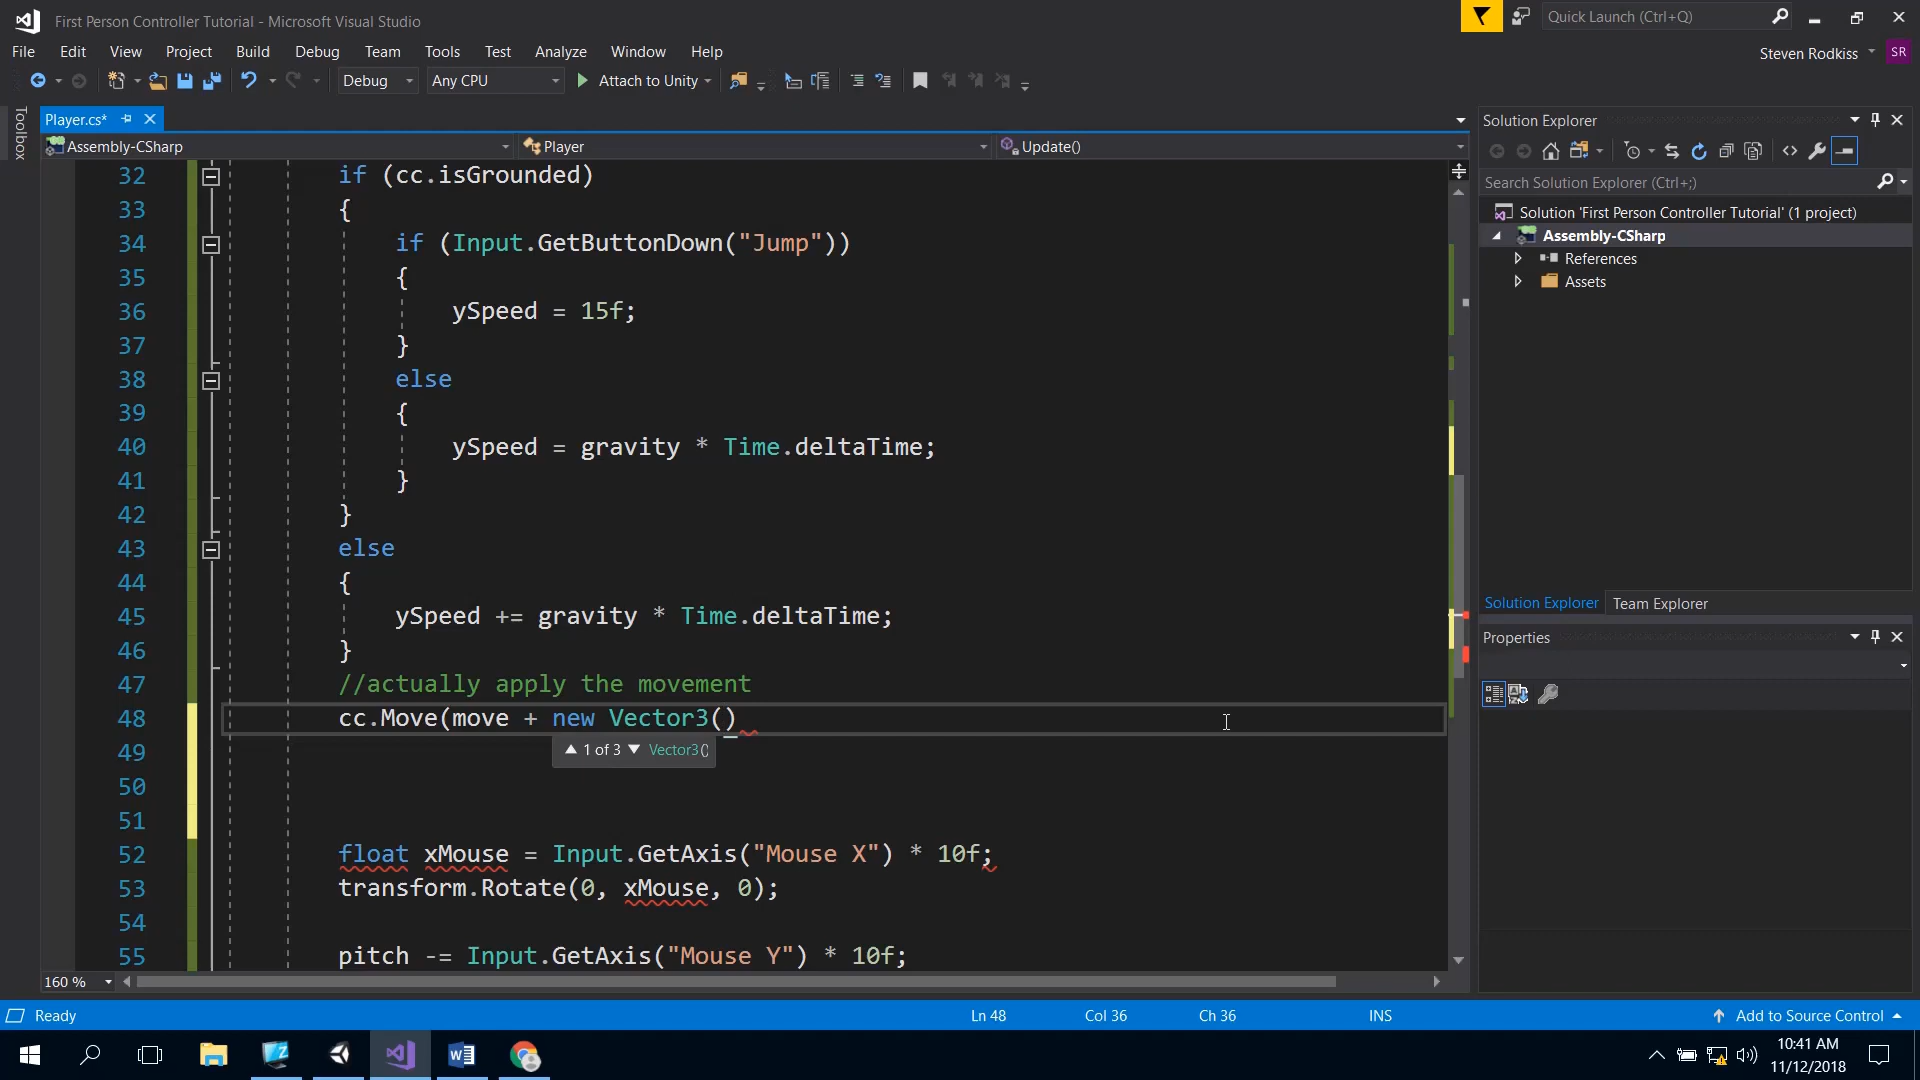 First Person Controller Tutorial - Microsoft Visual Studio
Quick Launch (Ctrl+Q)
File Edit View Project Build Debug Team Tools Test Analyze Window Help
Steven Rodkiss SR
Debug Any CPU Attach to Unity
Toolbox
Player.cs*
Assembly-CSharp Player Update()
32 if (cc.isGrounded)
33 {
34 if (Input.GetButtonDown("Jump"))
35 {
36 ySpeed = 15f;
37 }
38 else
39 {
40 ySpeed = gravity * Time.deltaTime;
41 }
42 }
43 else
44 {
45 ySpeed += gravity * Time.deltaTime;
46 }
47 //actually apply the movement
48 cc.Move(move + new Vector3()
1 of 3 Vector3()
49
50
51
52 float xMouse = Input.GetAxis("Mouse X") * 10f;
53 transform.Rotate(0, xMouse, 0);
54
55 pitch -= Input.GetAxis("Mouse Y") * 10f;
160 %
Solution Explorer
Search Solution Explorer (Ctrl+;)
Solution 'First Person Controller Tutorial' (1 project)
Assembly-CSharp
References
Assets
Solution Explorer Team Explorer
Properties
Ready Ln 48 Col 36 Ch 36 INS Add to Source Control
10:41 AM
11/12/2018